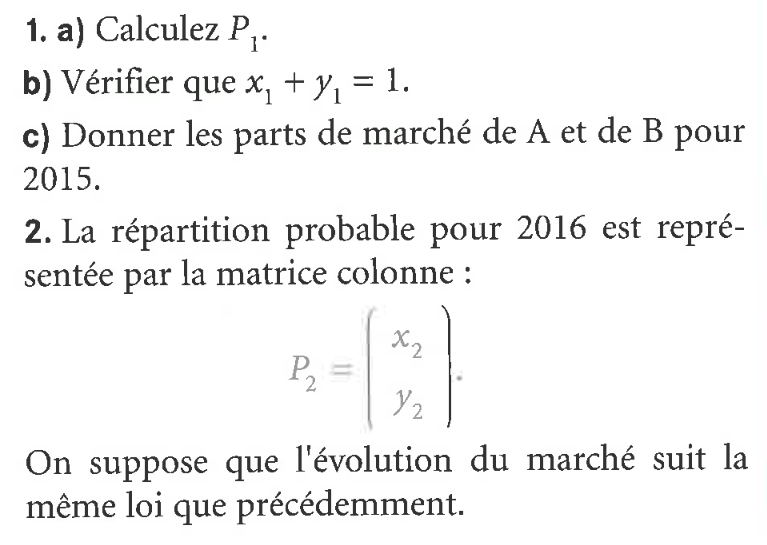 1. a) Calculez P₁.
b) Vérifier que x₁ + y₁ = 1.
c) Donner les parts de marché de A et de B pour
2015.
2. La répartition probable pour 2016 est repré-
sentée par la matrice colonne :
P₂ = ( x₂
y₂ ).
On suppose que l'évolution du marché suit la
même loi que précédemment.